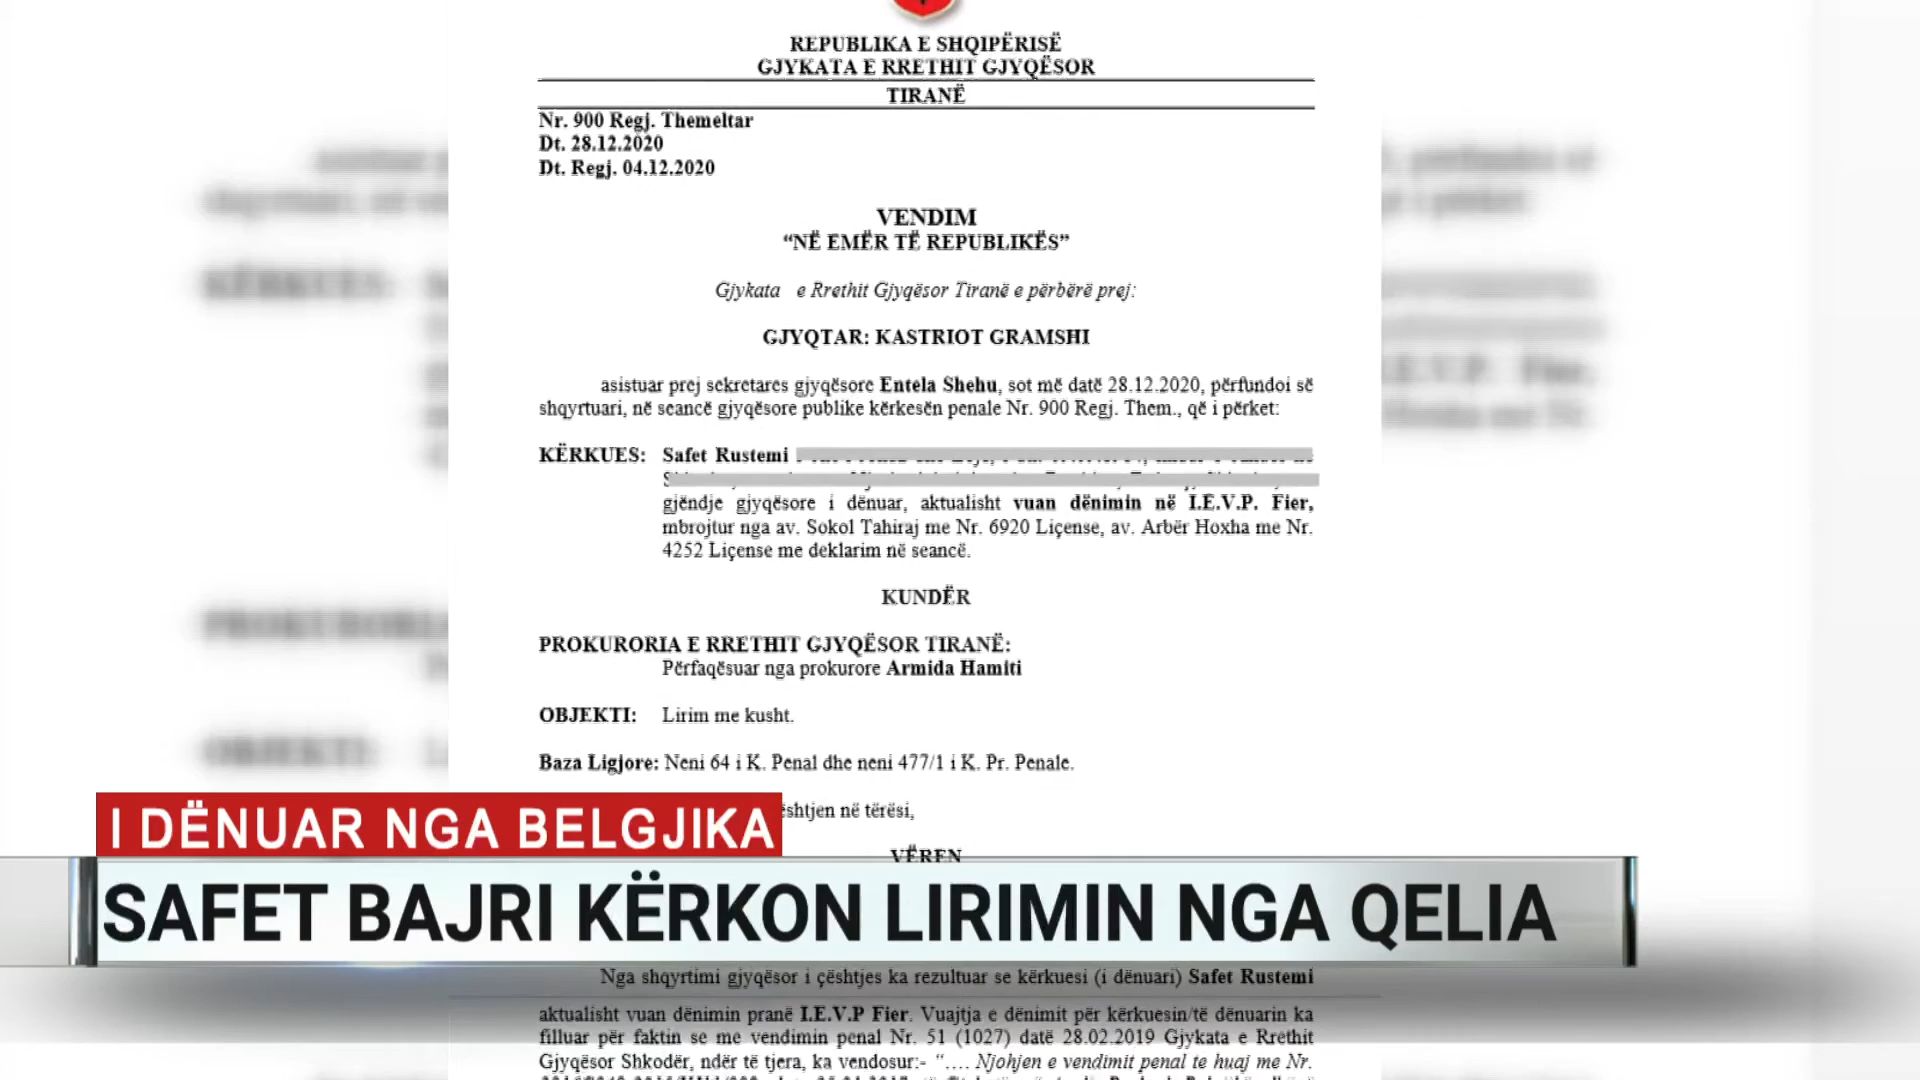 REPUBLIKA E SHQIPËRISË
GJYKATA E RRETHIT GJYQËSOR
TIRANË
Nr. 900 Regj. Themeltar
Dt. 28.12.2020
Dt. Regj. 04.12.2020
VENDIM
“NË EMËR TË REPUBLIKËS”
Gjykata e Rrethit Gjyqësor Tiranë e përbërë prej:
GJYQTAR: KASTRIOT GRAMSHI
asistuar prej sekretares gjyqësore Entela Shehu, sot më datë 28.12.2020, përfundoi së
shqyrtuari, në seancë gjyqësore publike kërkesën penale Nr. 900 Regj. Them., që i përket:
KËRKUES: Safet Rustemi
gjëndje gjyqësore i dënuar, aktualisht vuan dënimin në I.E.V.P. Fier,
mbrojtur nga av. Sokol Tahiraj me Nr. 6920 Liçense, av. Arbër Hoxha me Nr.
4252 Liçense me deklarim në seancë.
KUNDËR
PROKURORIA E RRETHIT GJYQËSOR TIRANË:
Përfaqësuar nga prokurore Armida Hamiti
OBJEKTI: Lirim me kusht.
Baza Ligjore: Neni 64 i K. Penal dhe neni 477/1 i K. Pr. Penale.
në tërësi,
VËREN
I DËNUAR NGA BELGJIKA
SAFET BAJRI KËRKON LIRIMIN NGA QELIA
Nga shqyrtimi gjyqësor i çështjes ka rezultuar se kërkuesi (i dënuari) Safet Rustemi
aktualisht vuan dënimin pranë I.E.V.P Fier. Vuajtja e dënimit për kërkuesin/të dënuarin ka
filluar për faktin se me vendimin penal Nr. 51 (1027) datë 28.02.2019 Gjykata e Rrethit
Gjyqësor Shkodër, ndër të tjera, ka vendosur:- “…. Njohjen e vendimit penal te huaj me Nr.